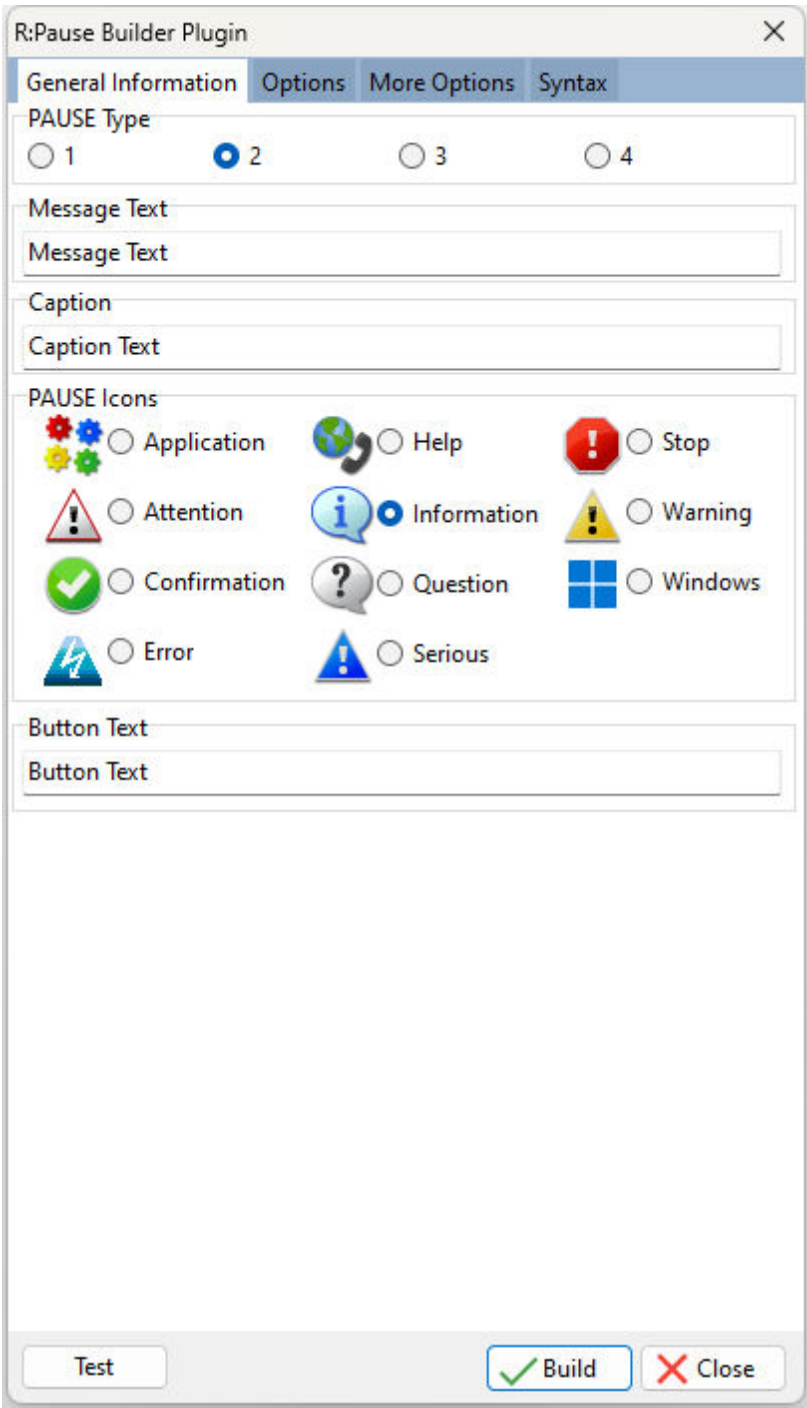 R:Pause Builder Plugin
General Information Options More Options Syntax
PAUSE Type
1 2 3 4
Message Text
Message Text
Caption
Caption Text
PAUSE Icons
Application Help Stop
Attention Information Warning
Confirmation Question Windows
Error Serious
Button Text
Button Text
Test Build Close